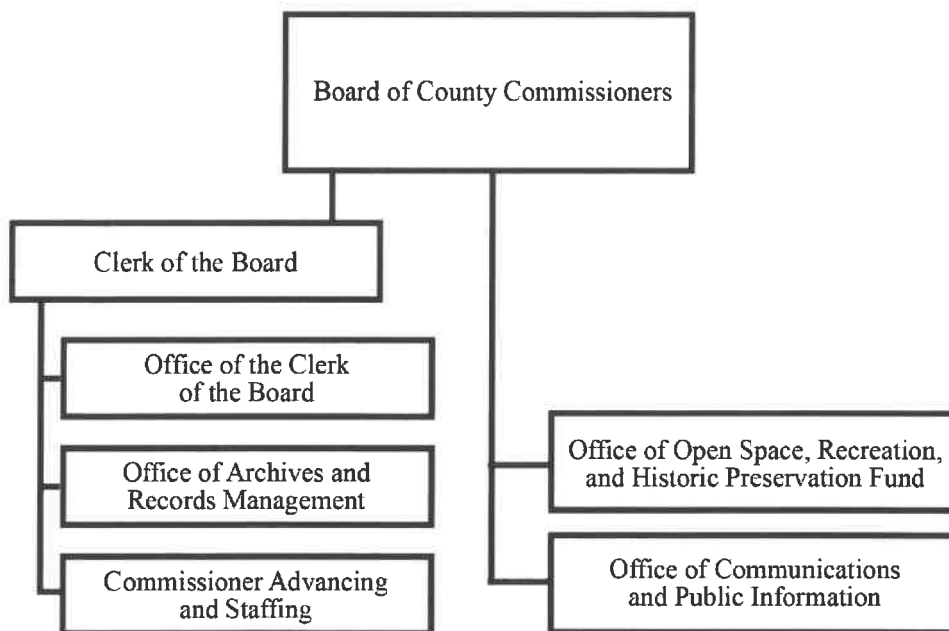 Board of County Commissioners
Clerk of the Board
Office of the Clerk
of the Board
Office of Archives and
Records Management
Commissioner Advancing
and Staffing
Office of Open Space, Recreation,
and Historic Preservation Fund
Office of Communications
and Public Information